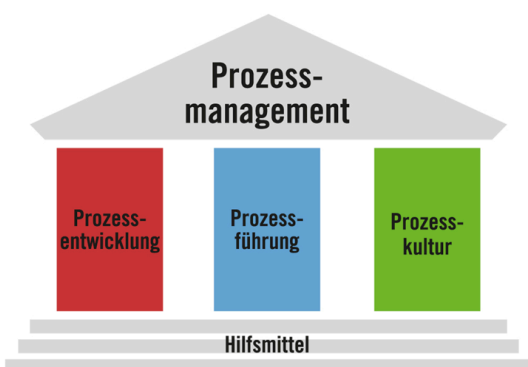 Prozess-
management
Prozess-
entwicklung
Prozess-
führung
Prozess-
kultur
Hilfsmittel